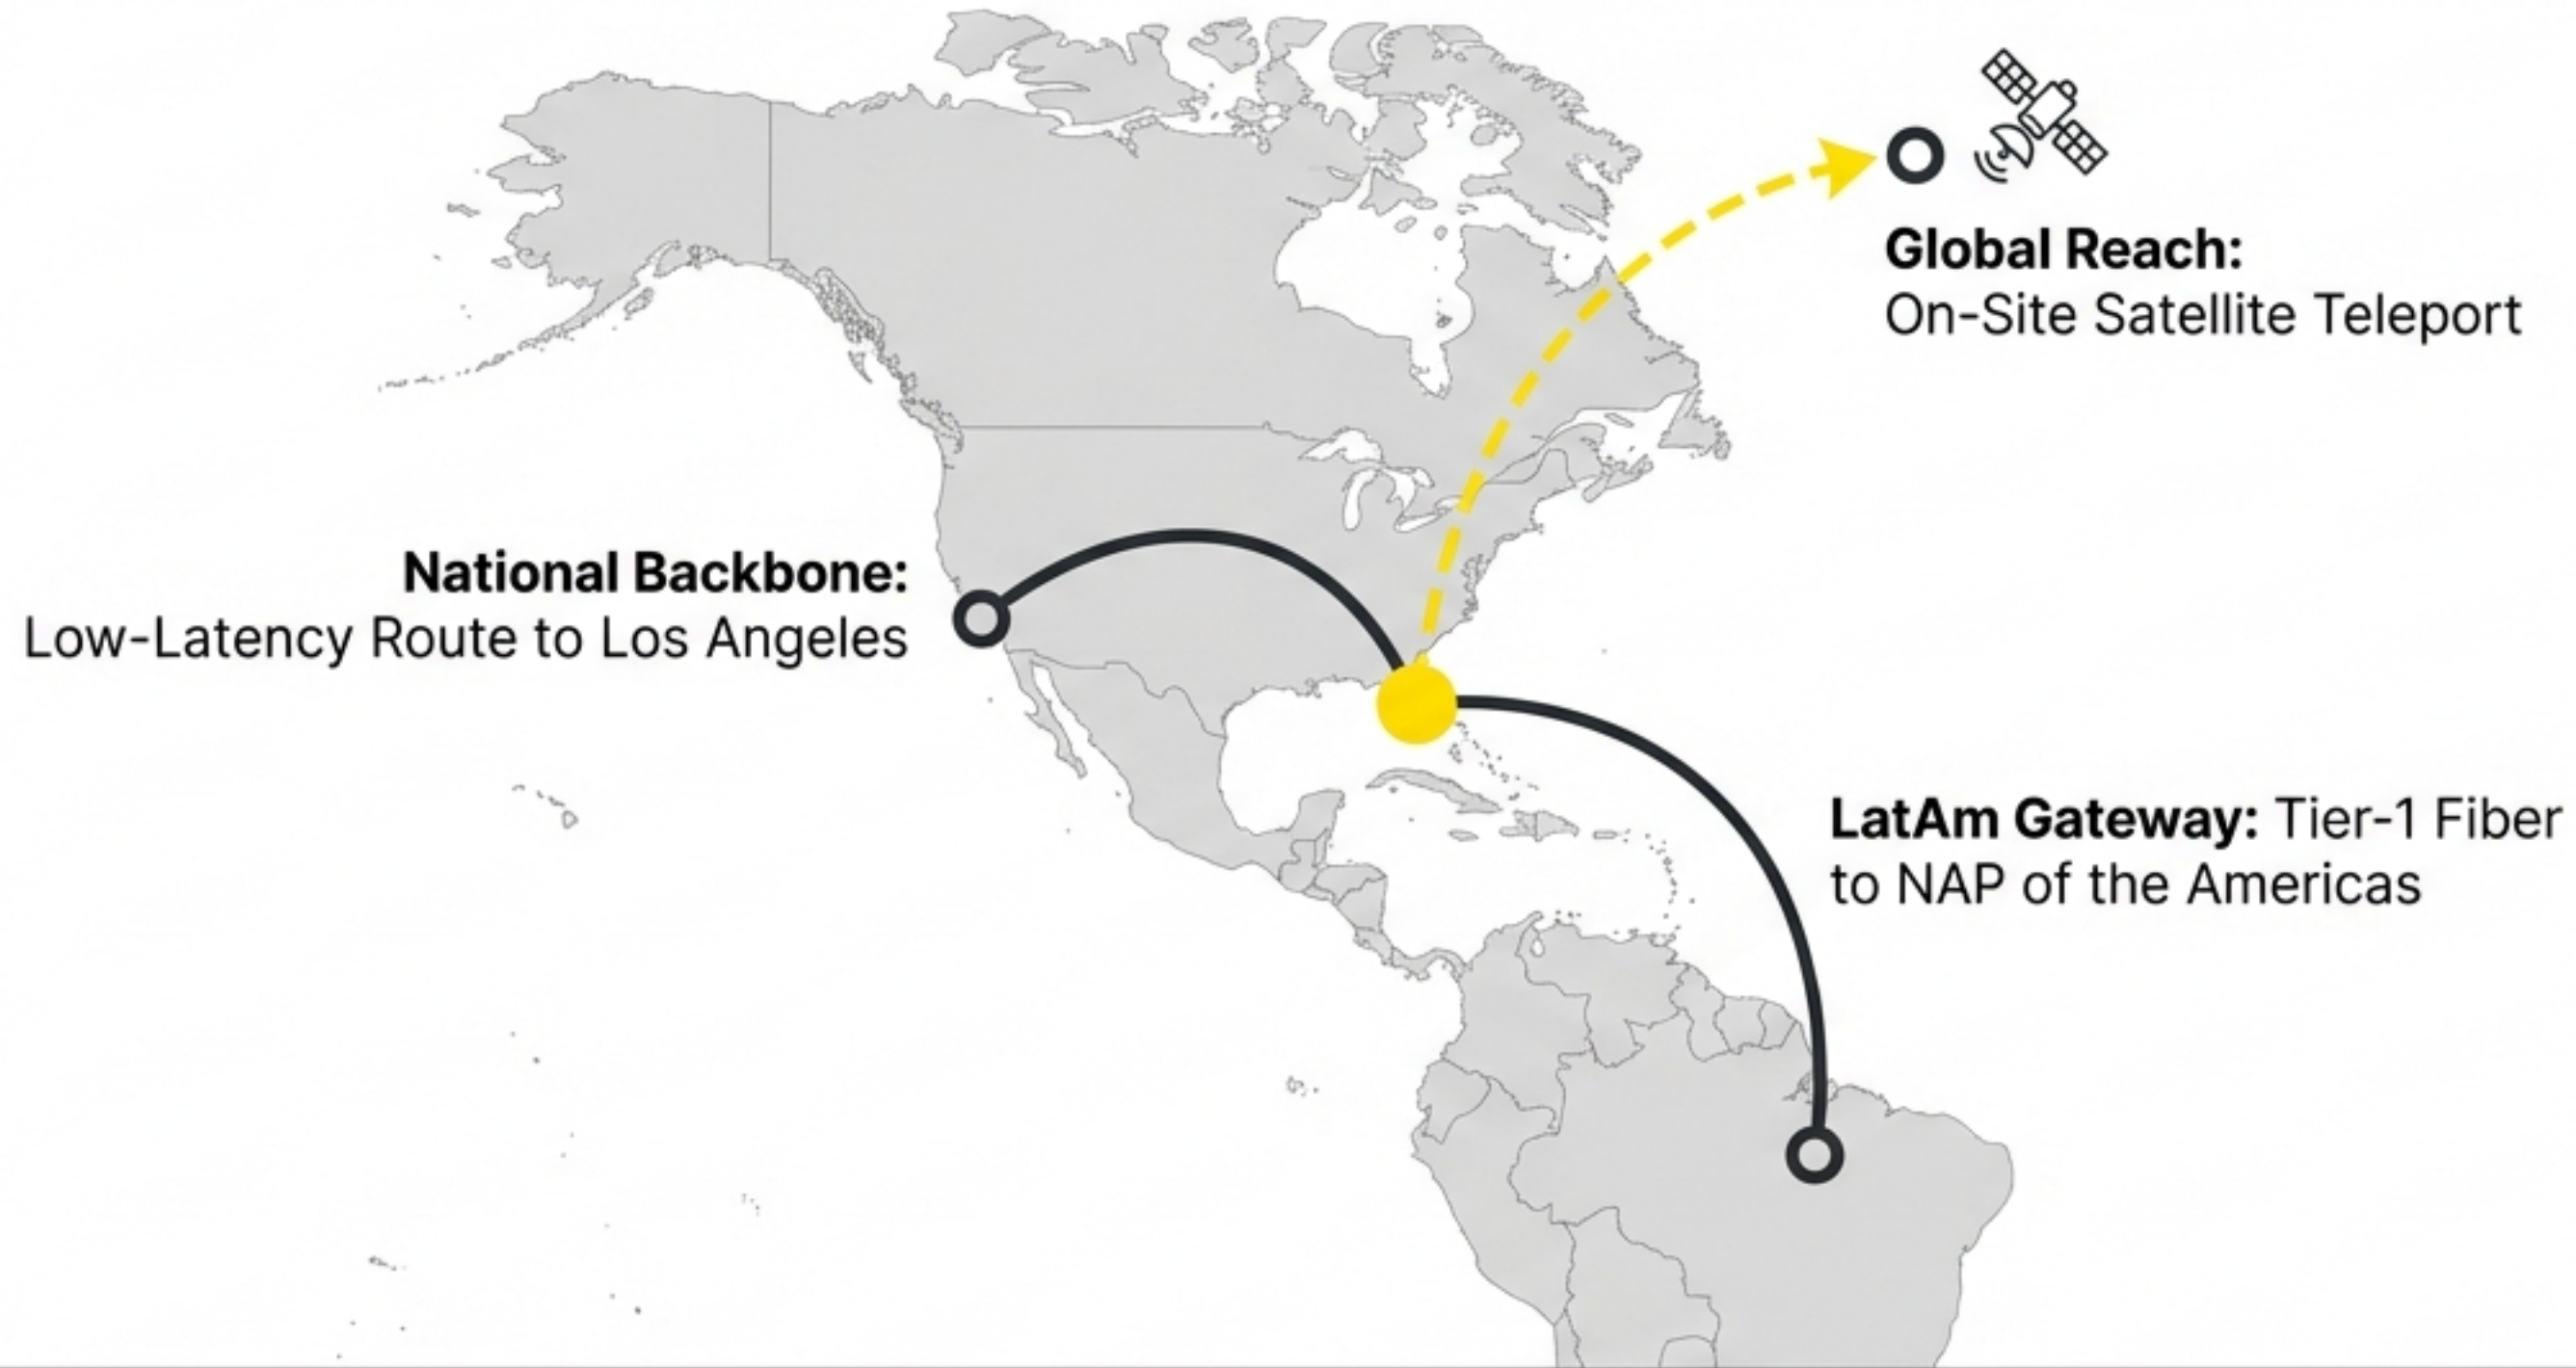 Global Reach:
On-Site Satellite Teleport
National Backbone:
Low-Latency Route to Los Angeles
LatAm Gateway: Tier-1 Fiber
to NAP of the Americas